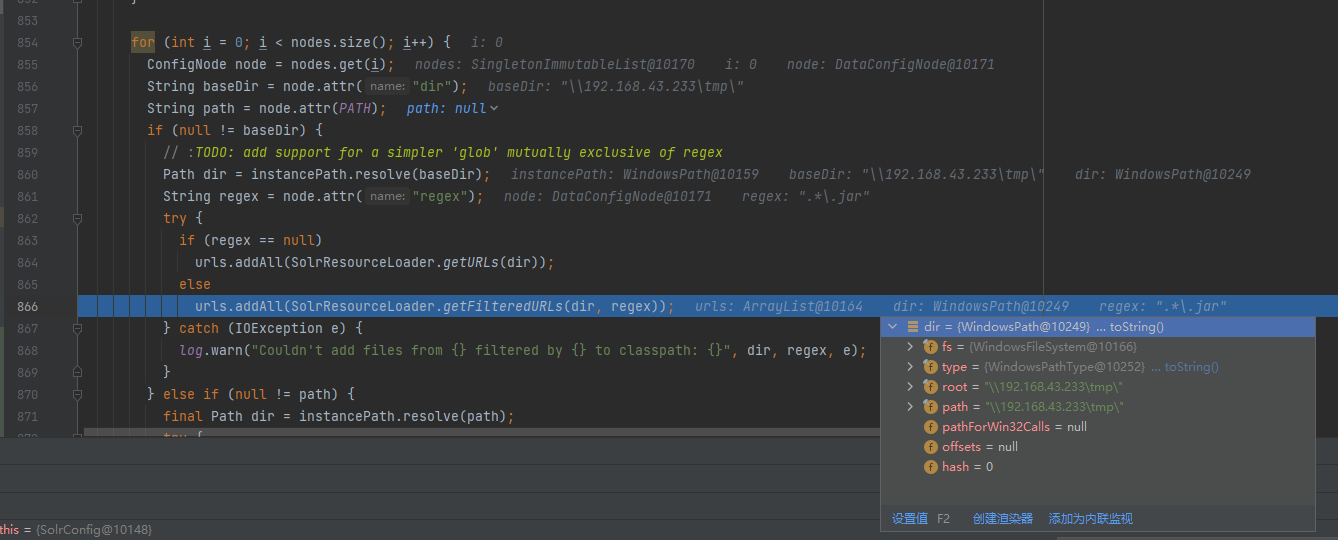 853
854 for (int i = 0; i < nodes.size(); i++) { i: 0
855 ConfigNode node = nodes.get(i); nodes: SingletonImmutableList@10170 i: 0 node: DataConfigNode@10171
856 String baseDir = node.attr( name: "dir"); baseDir: "\\192.168.43.233\tmp\"
857 String path = node.attr(PATH); path: null
858 if (null != baseDir) {
859 // :TODO: add support for a simpler 'glob' mutually exclusive of regex
860 Path dir = instancePath.resolve(baseDir); instancePath: WindowsPath@10159 baseDir: "\\192.168.43.233\tmp\" dir: WindowsPath@10249
861 String regex = node.attr( name: "regex"); node: DataConfigNode@10171 regex: ".*\.jar"
862 try {
863 if (regex == null)
864 urls.addAll(SolrResourceLoader.getURLs(dir));
865 else
866 urls.addAll(SolrResourceLoader.getFilteredURLs(dir, regex)); urls: ArrayList@10164 dir: WindowsPath@10249 regex: ".*\.jar"
867 } catch (IOException e) {
868 log.warn("Couldn't add files from {} filtered by {} to classpath: {}", dir, regex, e);
869 }
870 } else if (null != path) {
871 final Path dir = instancePath.resolve(path);
try {
dir = {WindowsPath@10249} ... toString()
f fs = {WindowsFileSystem@10166}
f type = {WindowsPathType@10252} ... toString()
f root = "\\192.168.43.233\tmp\"
f path = "\\192.168.43.233\tmp\"
f pathForWin32Calls = null
f offsets = null
f hash = 0
设置值 F2 创建渲染器 添加为内联监视
this = {SolrConfig@10148}